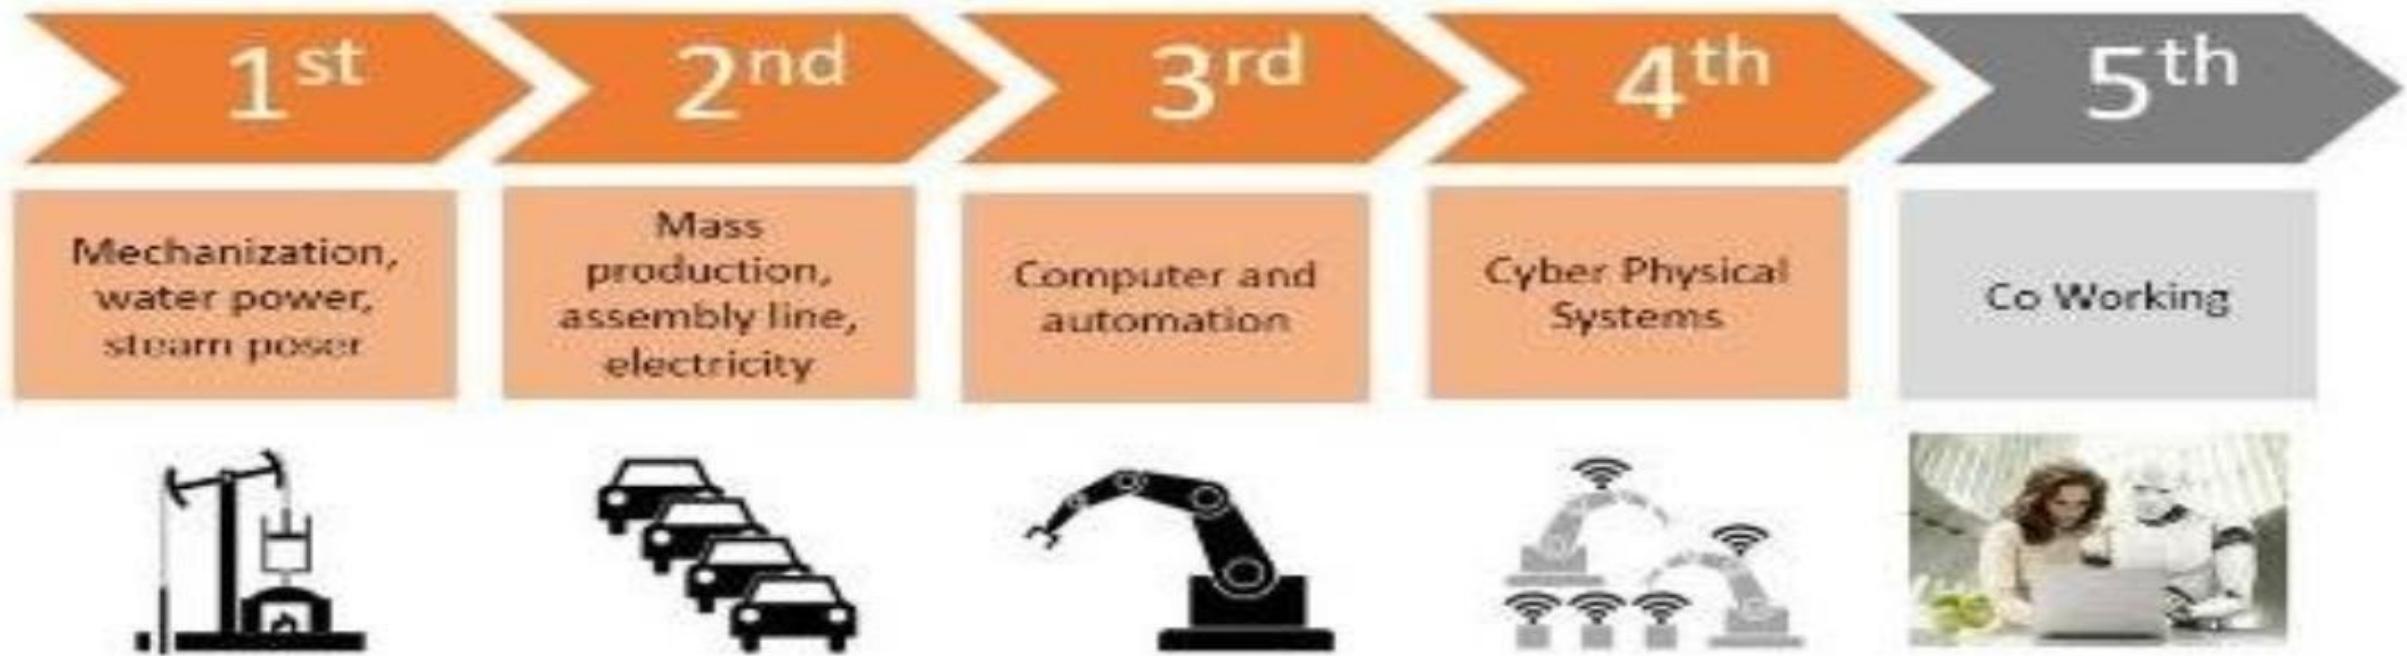 1st
2nd
3rd
4th
5th
Mechanization,
water power,
steam poser
Mass
production,
assembly line,
electricity
Computer and
automation
Cyber Physical
Systems
Co Working